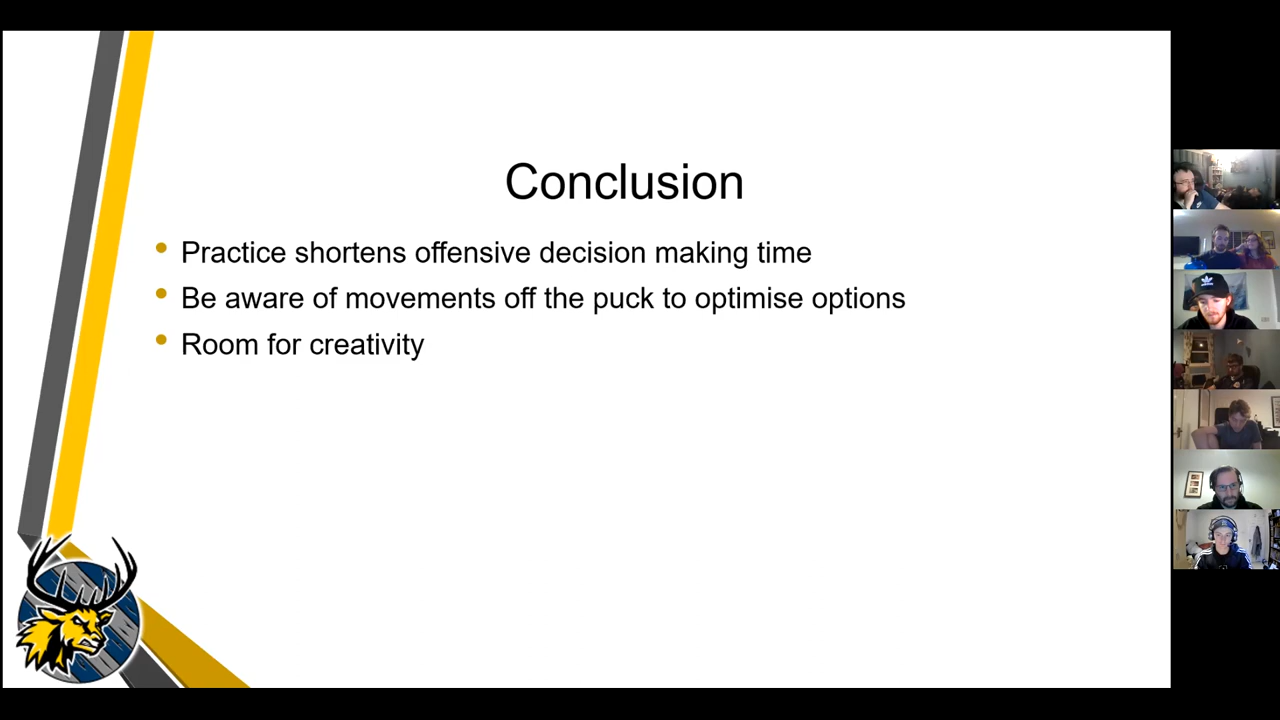 Conclusion
Practice shortens offensive decision making time
Be aware of movements off the puck to optimise options
Room for creativity